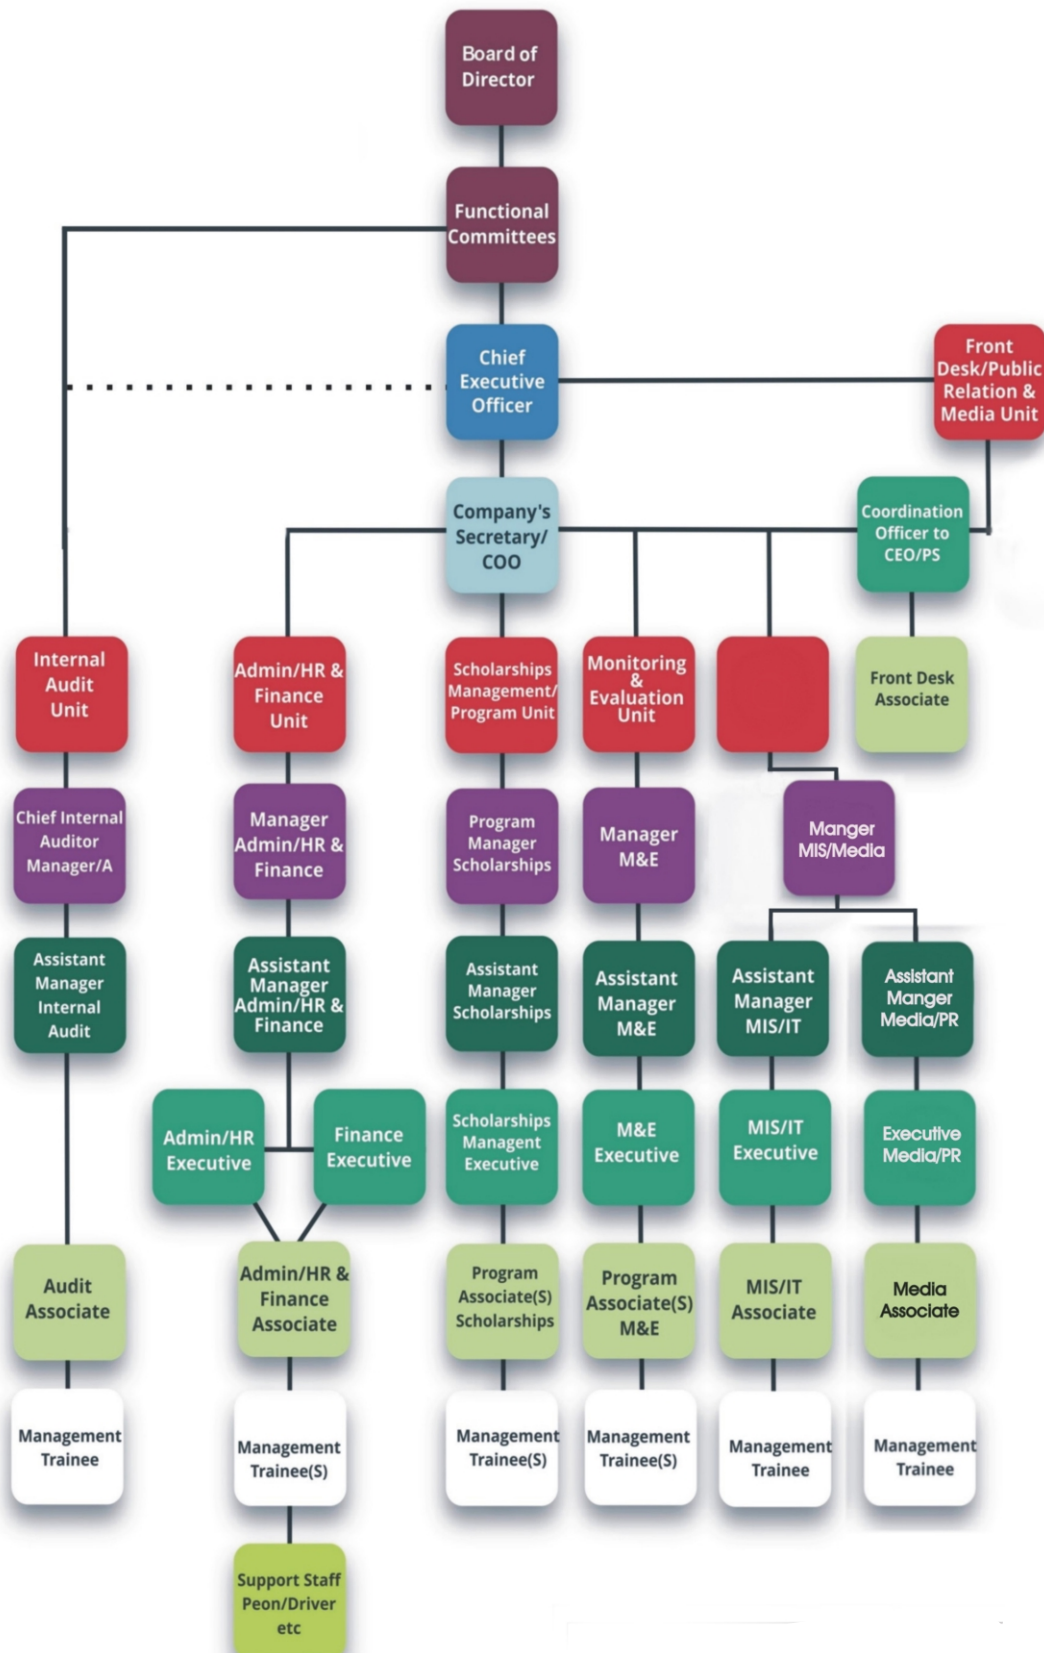 Board of
Director
Functional
Committees
Chief
Executive
Officer
Front
Desk/Public
Relation &
Media Unit
Company's
Secretary/
COO
Coordination
Officer to
CEO/PS
Internal
Audit
Unit
Admin/HR &
Finance
Unit
Scholarships
Management/
Program Unit
Monitoring
&
Evaluation
Unit
Front Desk
Associate
Chief Internal
Auditor
Manager/A
Manager
Admin/HR &
Finance
Program
Manager
Scholarships
Manager
M&E
Manger
MIS/Media
Assistant
Manager
Internal
Audit
Assistant
Manager
Admin/HR &
Finance
Assistant
Manager
Scholarships
Assistant
Manager
M&E
Assistant
Manager
MIS/IT
Assistant
Manger
Media/PR
Admin/HR
Executive
Finance
Executive
Scholarships
Managent
Executive
M&E
Executive
MIS/IT
Executive
Executive
Media/PR
Audit
Associate
Admin/HR &
Finance
Associate
Program
Associate(S)
Scholarships
Program
Associate(S)
M&E
MIS/IT
Associate
Media
Associate
Management
Trainee
Management
Trainee(S)
Management
Trainee(S)
Management
Trainee(S)
Management
Trainee
Management
Trainee
Support Staff
Peon/Driver
etc